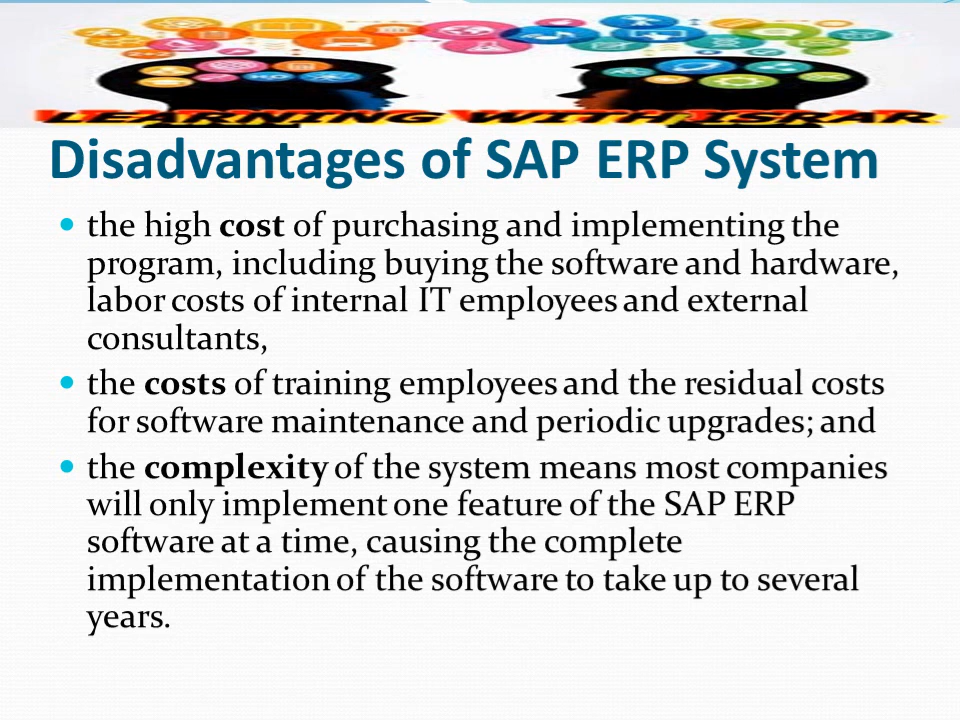 LEARNING WITH ISRAR
Disadvantages of SAP ERP System
the high cost of purchasing and implementing the
program, including buying the software and hardware,
labor costs of internal IT employees and external
consultants,
the costs of training employees and the residual costs
for software maintenance and periodic upgrades; and
the complexity of the system means most companies
will only implement one feature of the SAP ERP
software at a time, causing the complete
implementation of the software to take up to several
years.